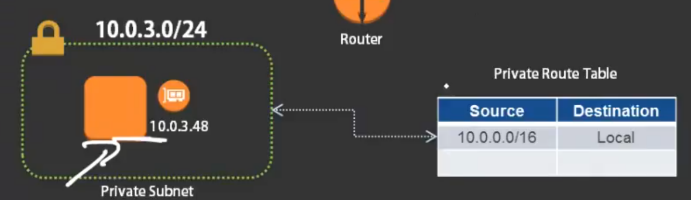 10.0.3.0/24
Router
10.0.3.48
Private Subnet
Private Route Table
Source Destination
10.0.0.0/16 Local